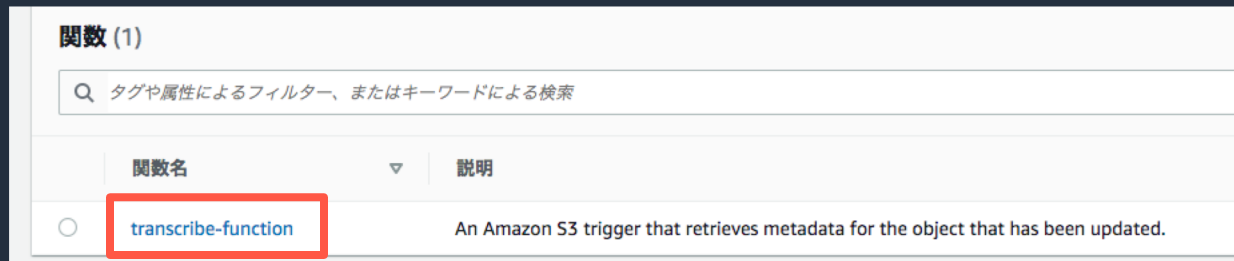 関数 (1)
タグや属性によるフィルター、またはキーワードによる検索
関数名 説明
transcribe-function An Amazon S3 trigger that retrieves metadata for the object that has been updated.